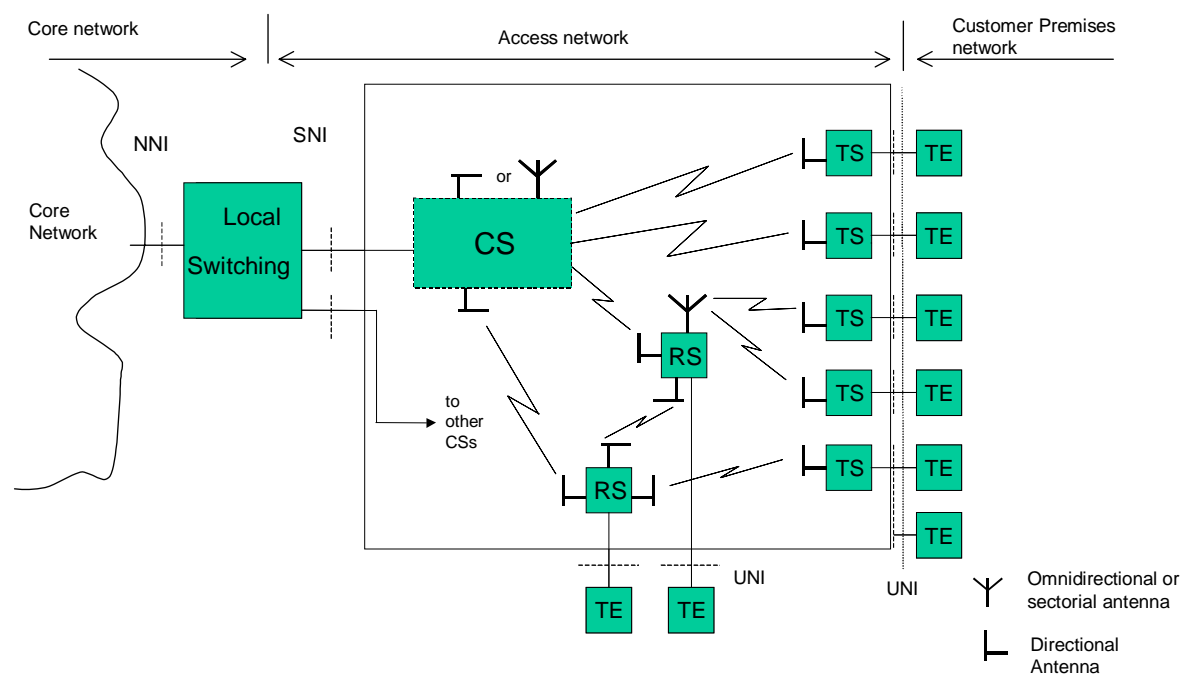 Core network
Access network
Customer Premises
network
NNI
SNI
Core
Network
Local
Switching
or
CS
TS
TE
TS
TE
TS
TE
RS
TS
TE
to
other
CSs
TS
TE
RS
TE
UNI
UNI
TE
TE
Omnidirectional or
sectorial antenna
Directional
Antenna